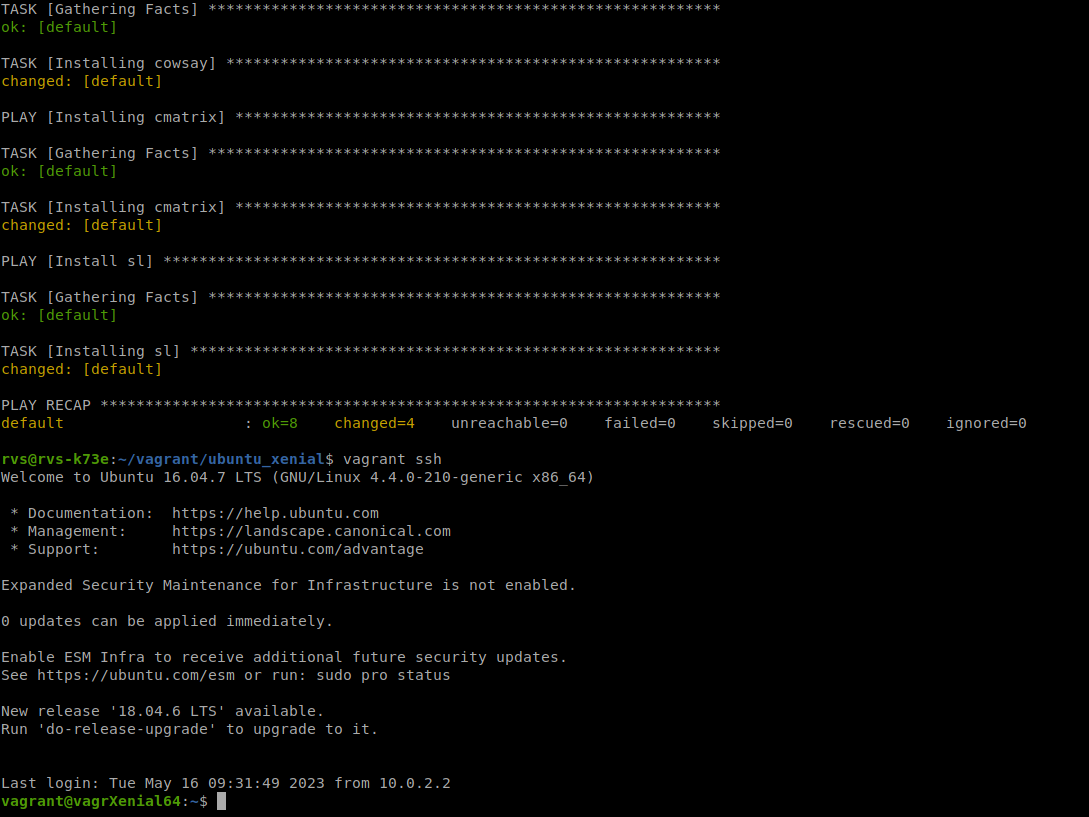 TASK [Gathering Facts] *********************************************************
ok: [default]
TASK [Installing cowsay] *******************************************************
changed: [default]
PLAY [Installing cmatrix] ******************************************************
TASK [Gathering Facts] *********************************************************
ok: [default]
TASK [Installing cmatrix] ******************************************************
changed: [default]
PLAY [Install sl] **************************************************************
TASK [Gathering Facts] *********************************************************
ok: [default]
TASK [Installing sl] ***********************************************************
changed: [default]
PLAY RECAP *********************************************************************
default                    : ok=8    changed=4    unreachable=0    failed=0    skipped=0    rescued=0    ignored=0
rvs@rvs-k73e:~/vagrant/ubuntu_xenial$ vagrant ssh
Welcome to Ubuntu 16.04.7 LTS (GNU/Linux 4.4.0-210-generic x86_64)
 * Documentation:  https://help.ubuntu.com
 * Management:     https://landscape.canonical.com
 * Support:        https://ubuntu.com/advantage
Expanded Security Maintenance for Infrastructure is not enabled.
0 updates can be applied immediately.
Enable ESM Infra to receive additional future security updates.
See https://ubuntu.com/esm or run: sudo pro status
New release '18.04.6 LTS' available.
Run 'do-release-upgrade' to upgrade to it.
Last login: Tue May 16 09:31:49 2023 from 10.0.2.2
vagrant@vagrXenial64:~$